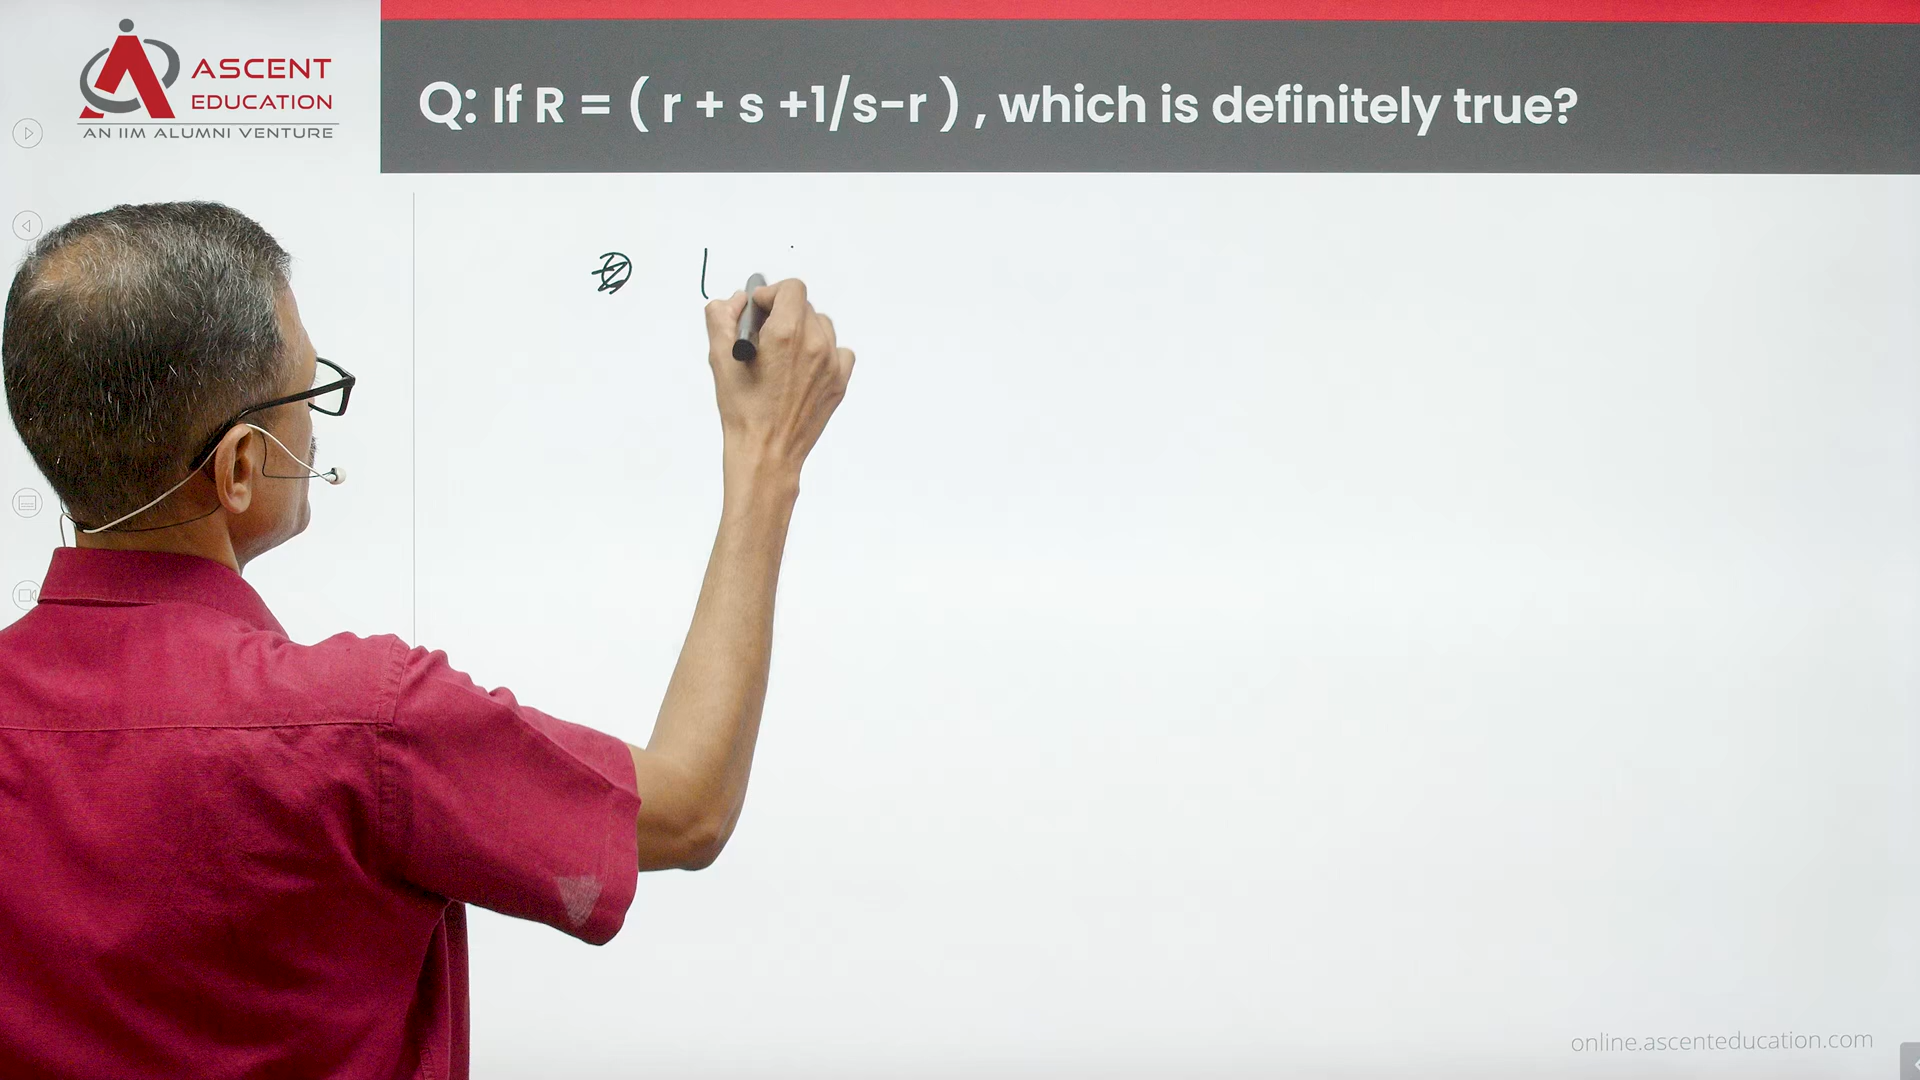 ASCENT
EDUCATION
AN IIM ALUMNI VENTURE
Q: If R = ( r + s +1/s-r ) , which is definitely true?
online.ascenteducation.com